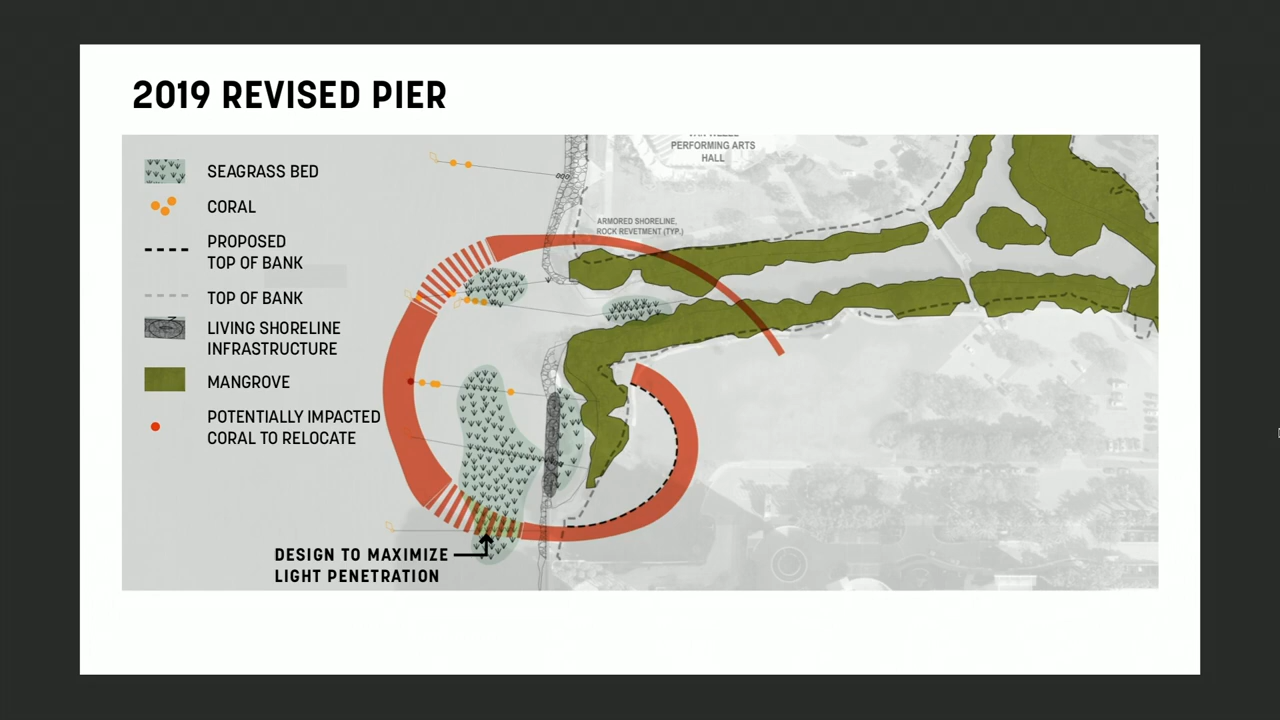 2019 REVISED PIER
SEAGRASS BED
CORAL
PROPOSED
TOP OF BANK
TOP OF BANK
LIVING SHORELINE
INFRASTRUCTURE
MANGROVE
POTENTIALLY IMPACTED
CORAL TO RELOCATE
PERFORMING ARTS
HALL
ARMORED SHORELINE,
ROCK REVETMENT (TYP.)
DESIGN TO MAXIMIZE
LIGHT PENETRATION